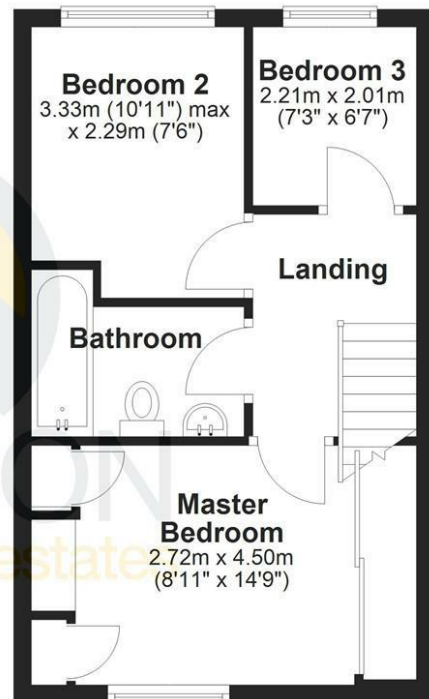 Bedroom 2
3.33m (10'11") max
x 2.29m (7'6")
Bedroom 3
2.21m x 2.01m
(7'3" x 6'7")
Landing
Bathroom
Master
Bedroom
2.72m x 4.50m
(8'11" x 14'9")
ON
estates